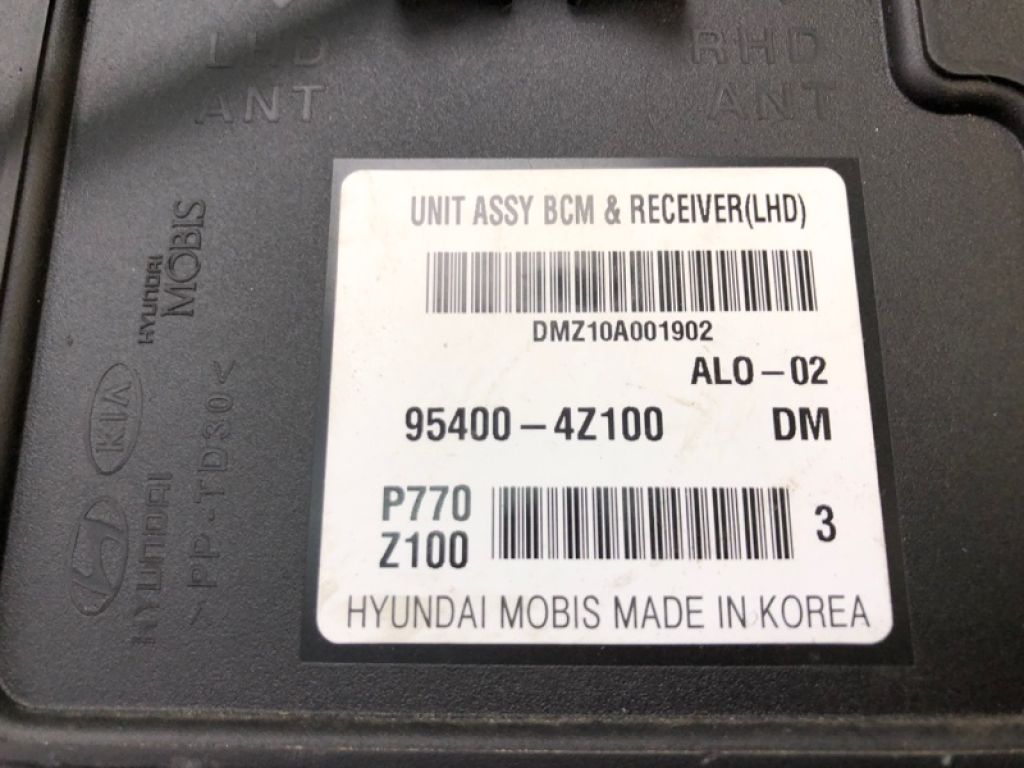 LHD
ANT
RHD
ANT
UNIT ASSY BCM & RECEIVER(LHD)
DMZ10A001902
ALO-02
95400-4Z100 DM
P770
Z100
3
HYUNDAI MOBIS MADE IN KOREA
HYUNDAI
MOBIS
KIA
HYUNDAI
>PP-TD30<